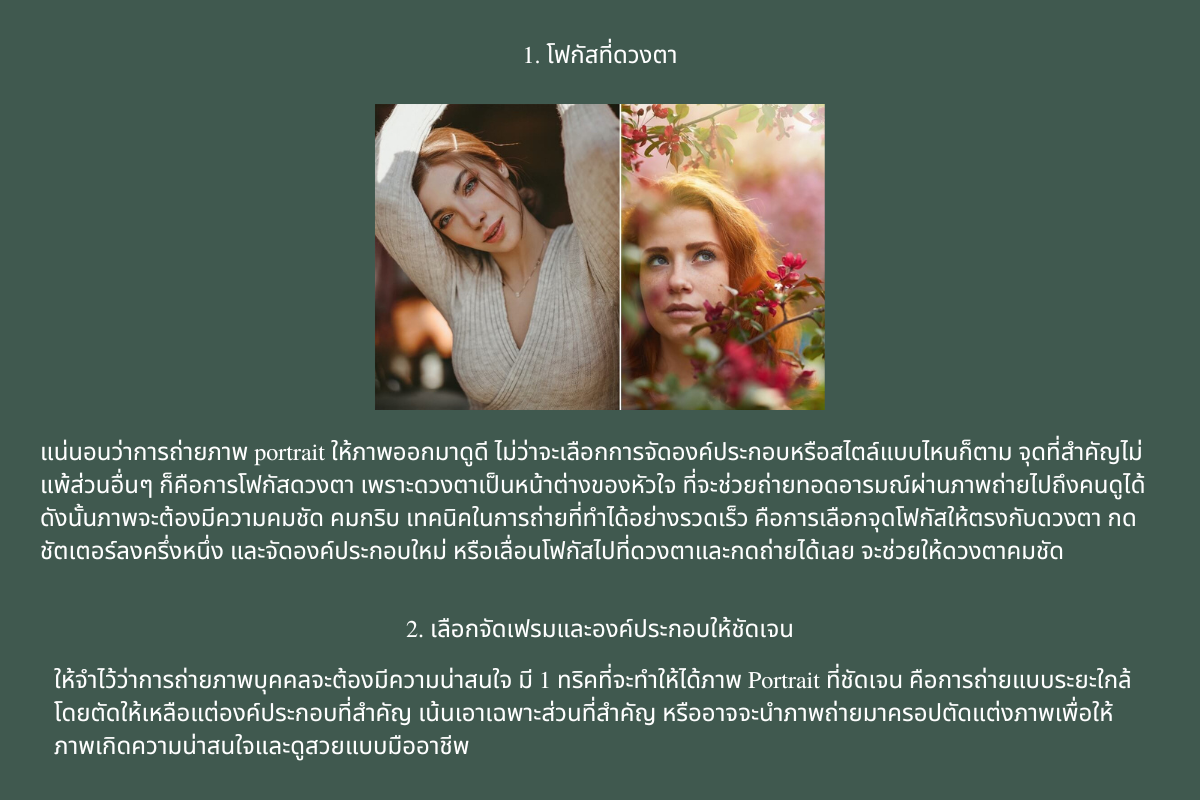 1. โฟกัสที่ดวงตา
แน่นอนว่าการถ่ายภาพ portrait ให้ภาพออกมาดูดี ไม่ว่าจะเลือกการจัดองค์ประกอบหรือสไตล์แบบไหนก็ตาม จุดที่สำคัญไม่
แพ้ส่วนอื่นๆ ก็คือการโฟกัสดวงตา เพราะดวงตาเป็นหน้าต่างของหัวใจ ที่จะช่วยถ่ายทอดอารมณ์ผ่านภาพถ่ายไปถึงคนดูได้
ดังนั้นภาพจะต้องมีความคมชัด คมกริบ เทคนิคในการถ่ายที่ทำได้อย่างรวดเร็ว คือการเลือกจุดโฟกัสให้ตรงกับดวงตา กด
ชัตเตอร์ลงครึ่งหนึ่ง และจัดองค์ประกอบใหม่ หรือเลื่อนโฟกัสไปที่ดวงตาและกดถ่ายได้เลย จะช่วยให้ดวงตาคมชัด
2. เลือกจัดเฟรมและองค์ประกอบให้ชัดเจน
ให้จำไว้ว่าการถ่ายภาพบุคคลจะต้องมีความน่าสนใจ มี 1 ทริคที่จะทำให้ได้ภาพ Portrait ที่ชัดเจน คือการถ่ายแบบระยะใกล้
โดยตัดให้เหลือแต่องค์ประกอบที่สำคัญ เน้นเอาเฉพาะส่วนที่สำคัญ หรืออาจจะนำภาพถ่ายมาครอปตัดแต่งภาพเพื่อให้
ภาพเกิดความน่าสนใจและดูสวยแบบมืออาชีพ